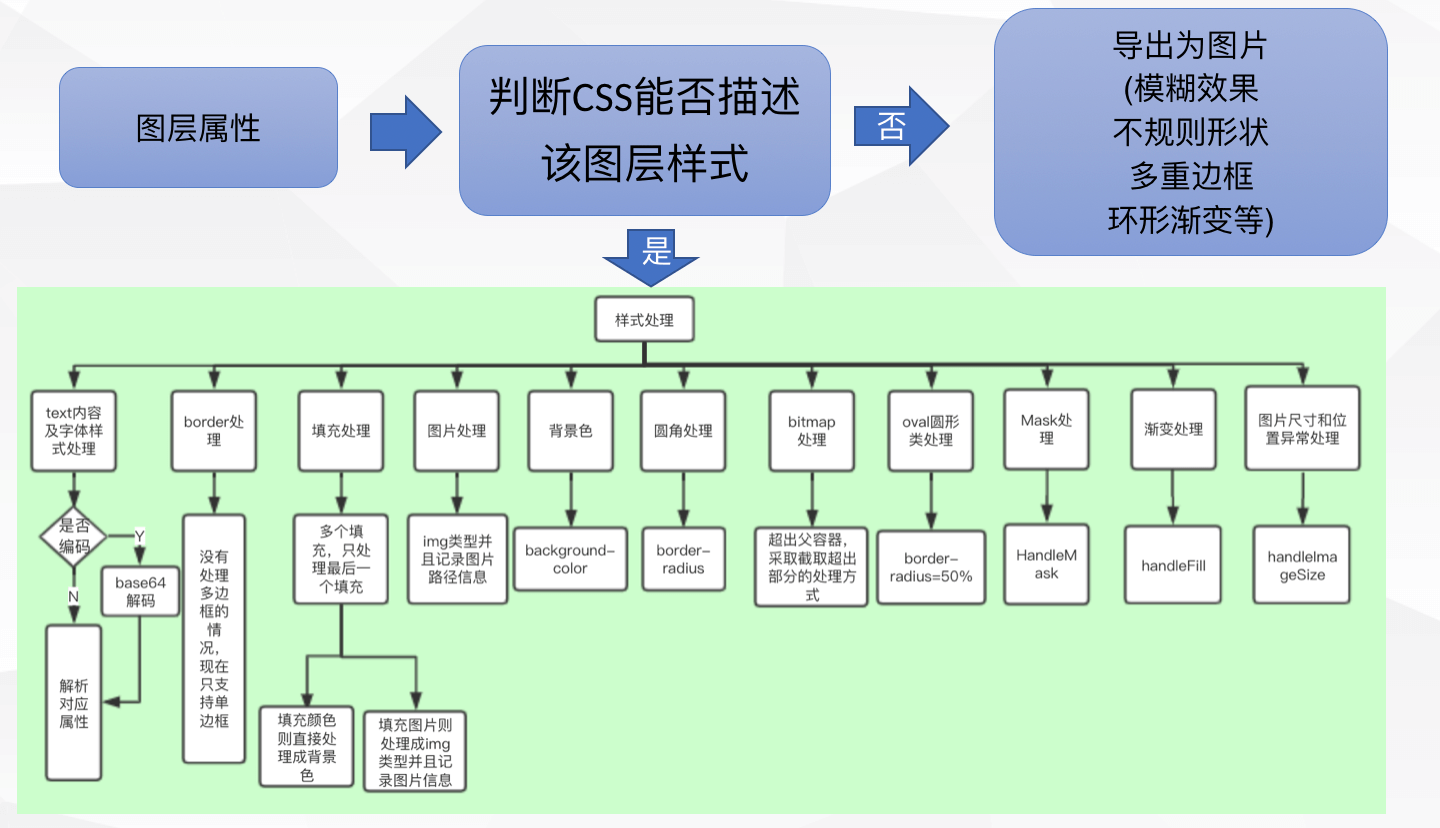 图层属性
判断CSS能否描述
该图层样式
否
导出为图片
(模糊效果
不规则形状
多重边框
环形渐变等)
是
样式处理
text内容
及字体样
式处理
border处
理
填充处理
图片处理
背景色
圆角处理
bitmap
处理
oval圆形
类处理
Mask处
理
渐变处理
图片尺寸和位
置异常处理
是否
编码
Y
N
base64
解码
解析
对应
属性
没有
处理
多边
框的
情
况，
现在
只支
持单
边框
多个填
充，只处
理最后一
个填充
填充颜色
则直接处
理成背景
色
填充图片则
处理成img
类型并且记
录图片信息
img类型并
且记录图片
路径信息
background-
color
border-
radius
超出父容器，
采取截取超出
部分的处理方
式
border-
radius=50%
HandleM
ask
handleFill
handleIma
geSize